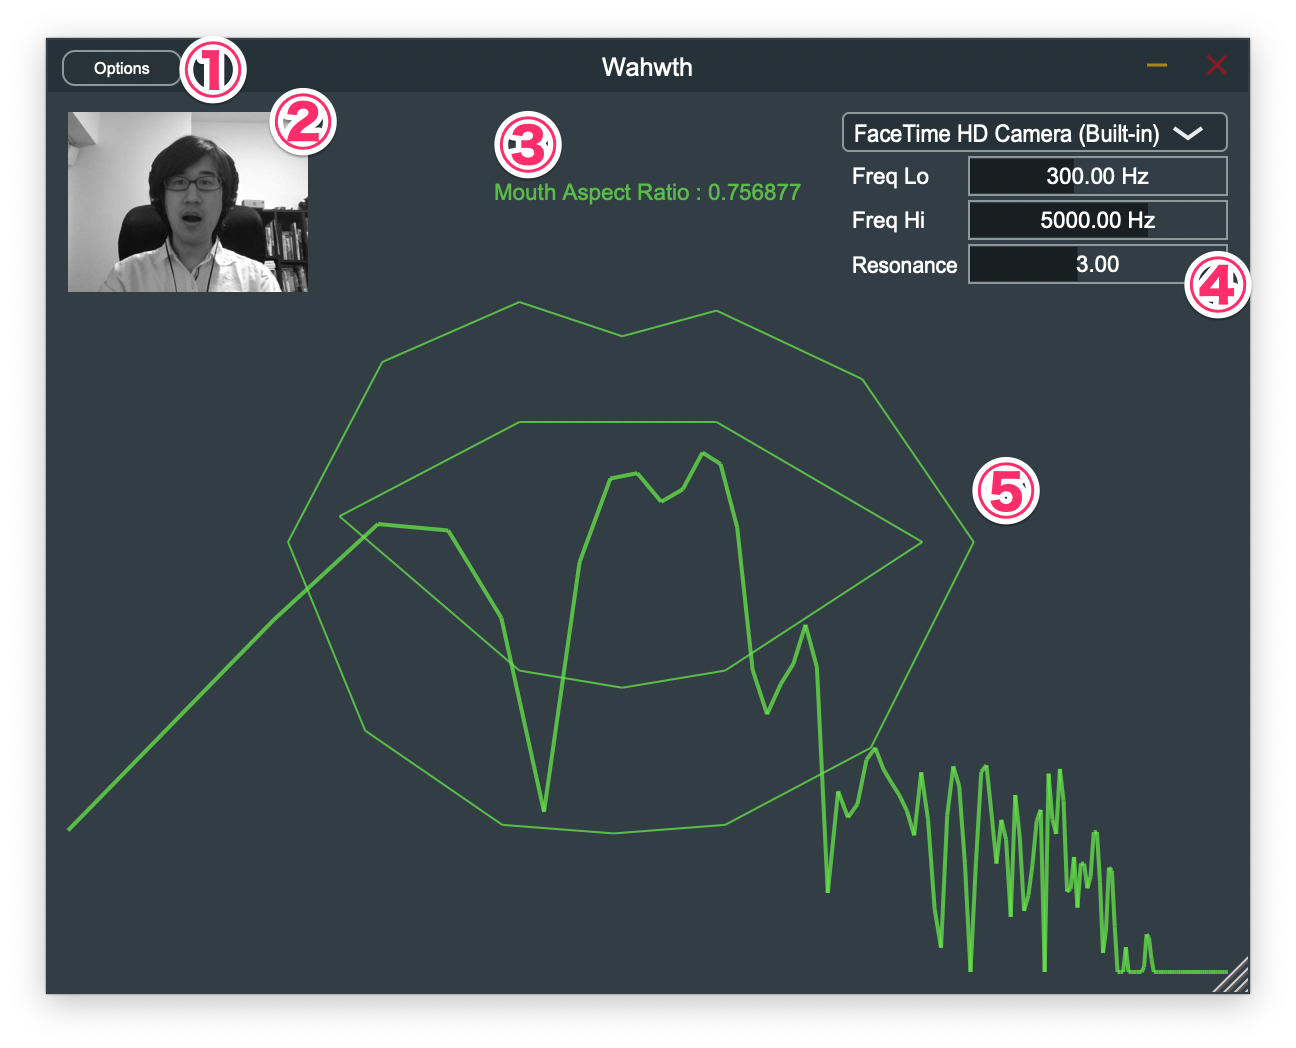 Options
①
Wahwth
②
③
Mouth Aspect Ratio : 0.756877
FaceTime HD Camera (Built-in)
Freq Lo 300.00 Hz
Freq Hi 5000.00 Hz
Resonance 3.00
④
⑤